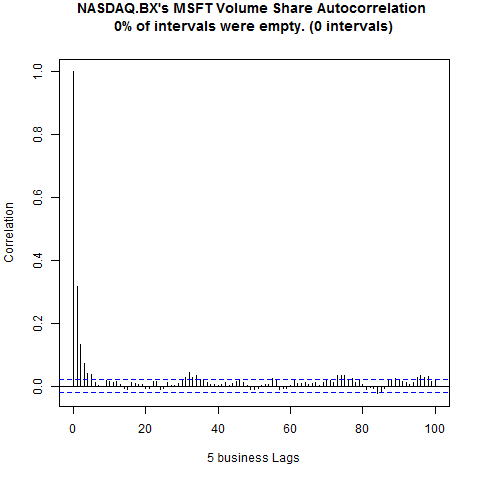 NASDAQ.BX's MSFT Volume Share Autocorrelation
0% of intervals were empty. (0 intervals)
Correlation
1.0
0.8
0.6
0.4
0.2
0.0
0 20 40 60 80 100
5 business Lags